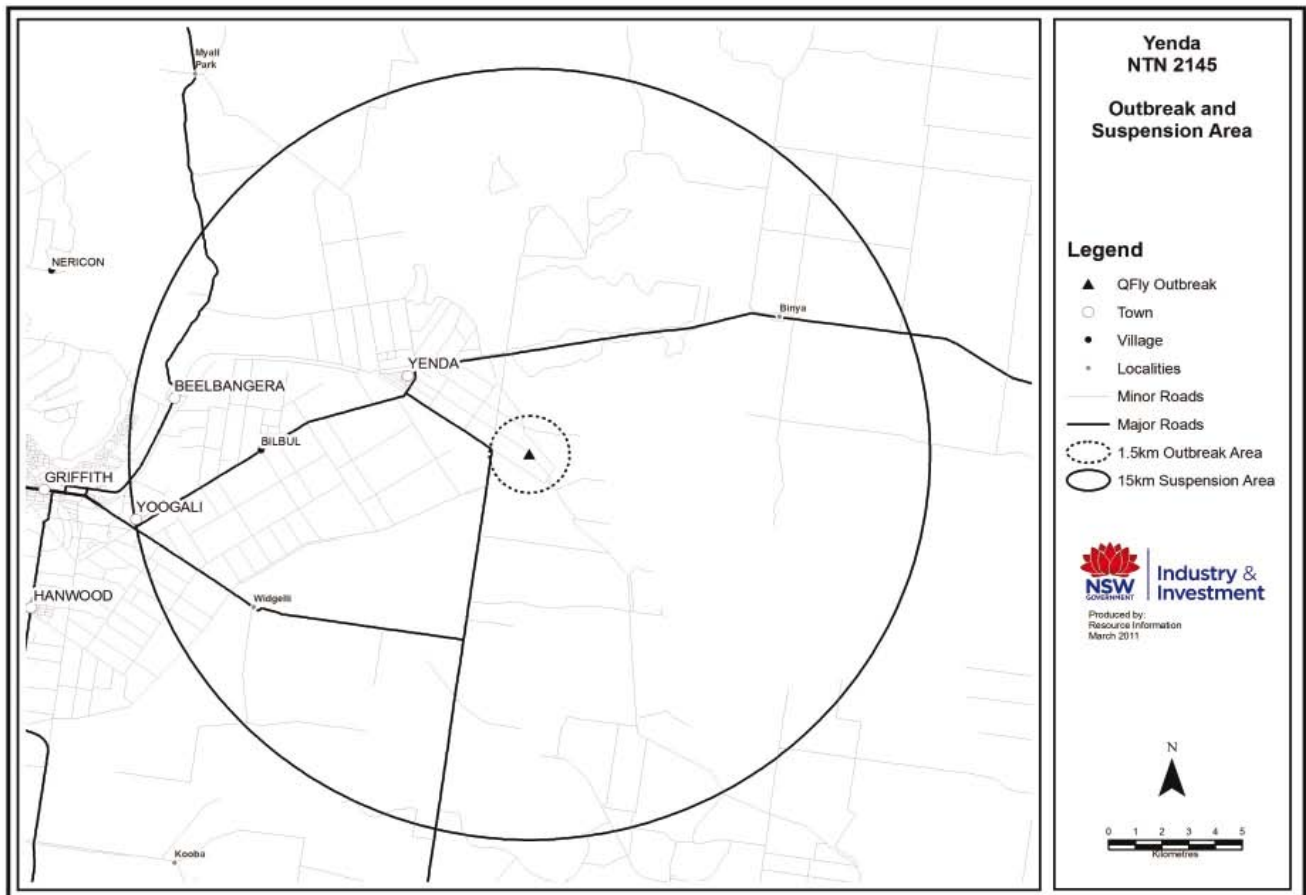 Myall
Park
NERICON
Binya
YENDA
BEELBANGERA
BILBUL
GRIFFITH
YOOGALI
HANWOOD
Widgelli
Kooba
Yenda
NTN 2145
Outbreak and
Suspension Area
Legend
QFly Outbreak
Town
Village
Localities
Minor Roads
Major Roads
1.5km Outbreak Area
15km Suspension Area
NSW
GOVERNMENT
Industry &
Investment
Produced by:
Resource Information
March 2011
N
0 1 2 3 4 5
Kilometres